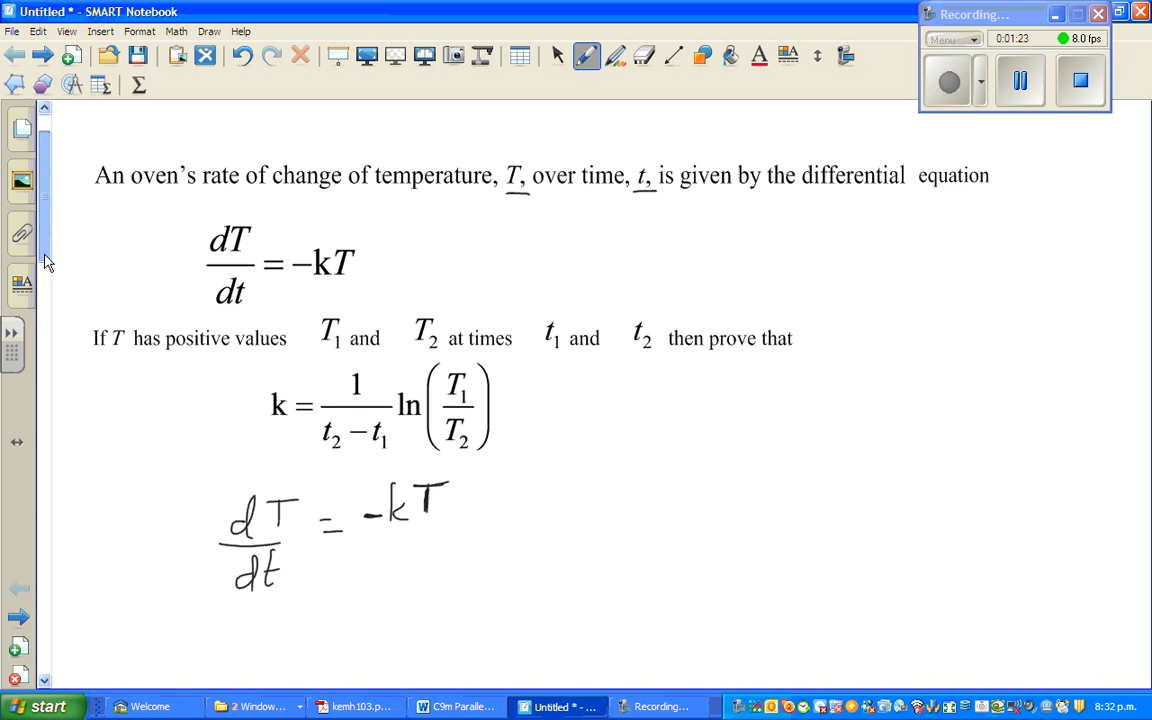 Untitled * - SMART Notebook
Recording...
File Edit View Insert Format Math Draw Help
Menu 0:01:23 8.0 fps
An oven's rate of change of temperature, T, over time, t, is given by the differential equation
dT/dt = −kT
If T has positive values T₁ and T₂ at times t₁ and t₂ then prove that
k = 1/(t₂ − t₁) ln(T₁/T₂)
dT/dt = -kT
start Welcome 2 Window... kemh103.p... C9m Paralle... Untitled * - ... Recording... 8:32 p.m.